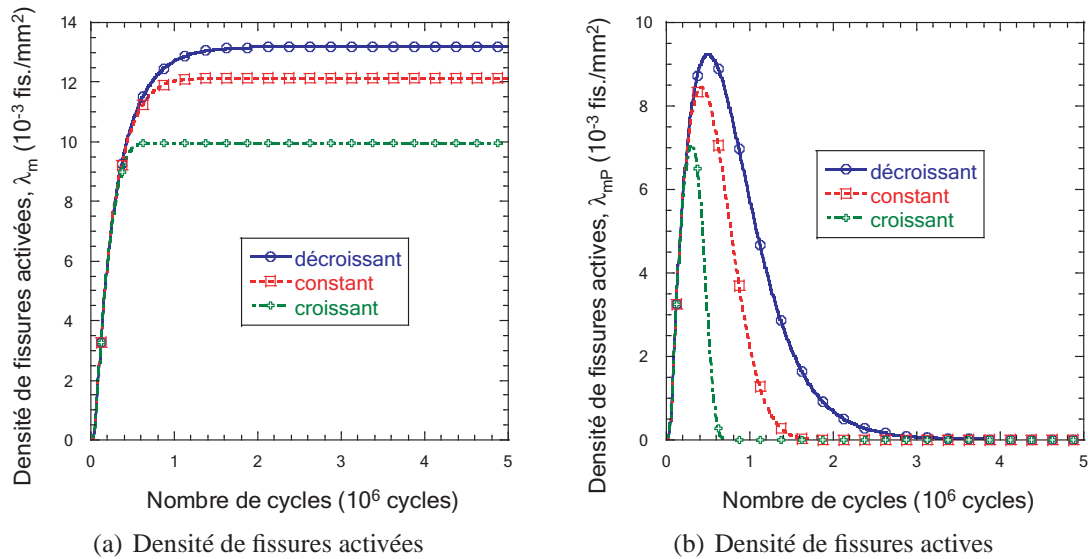 Densité de fissures activées, λm (10-3 fis./mm2)
14
12
10
8
6
4
2
0
décroissant
constant
croissant
0 1 2 3 4 5
Nombre de cycles (10⁶ cycles)
(a) Densité de fissures activées
Densité de fissures actives, λmP (10-3 fis./mm2)
10
8
6
4
2
0
décroissant
constant
croissant
0 1 2 3 4 5
Nombre de cycles (10⁶ cycles)
(b) Densité de fissures actives